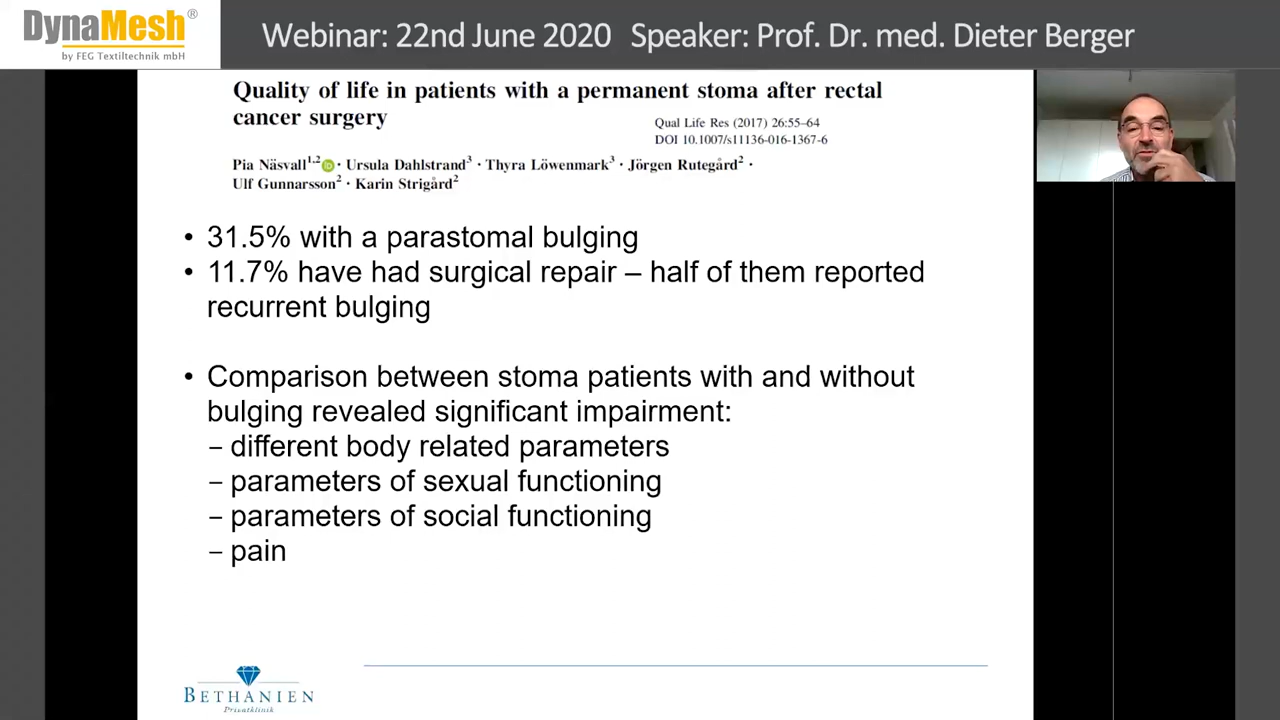 DynaMesh®
by FEG Textiltechnik mbH
Webinar: 22nd June 2020 Speaker: Prof. Dr. med. Dieter Berger
Quality of life in patients with a permanent stoma after rectal
cancer surgery
Qual Life Res (2017) 26:55–64
DOI 10.1007/s11136-016-1367-6
Pia Näsvall1,2 iD · Ursula Dahlstrand3 · Thyra Löwenmark3 · Jörgen Rutegård2 ·
Ulf Gunnarsson2 · Karin Strigård2
• 31.5% with a parastomal bulging
• 11.7% have had surgical repair – half of them reported
recurrent bulging
• Comparison between stoma patients with and without
bulging revealed significant impairment:
– different body related parameters
– parameters of sexual functioning
– parameters of social functioning
– pain
BETHANIEN
Privatklinik